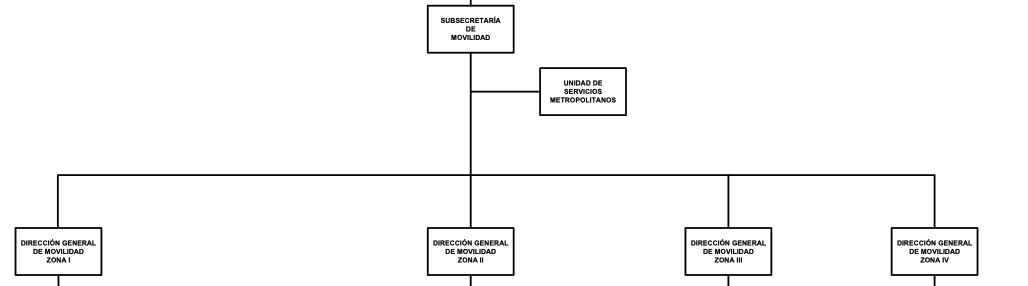 SUBSECRETARÍA
DE
MOVILIDAD
UNIDAD DE
SERVICIOS
METROPOLITANOS
DIRECCIÓN GENERAL
DE MOVILIDAD
ZONA I
DIRECCIÓN GENERAL
DE MOVILIDAD
ZONA II
DIRECCIÓN GENERAL
DE MOVILIDAD
ZONA III
DIRECCIÓN GENERAL
DE MOVILIDAD
ZONA IV